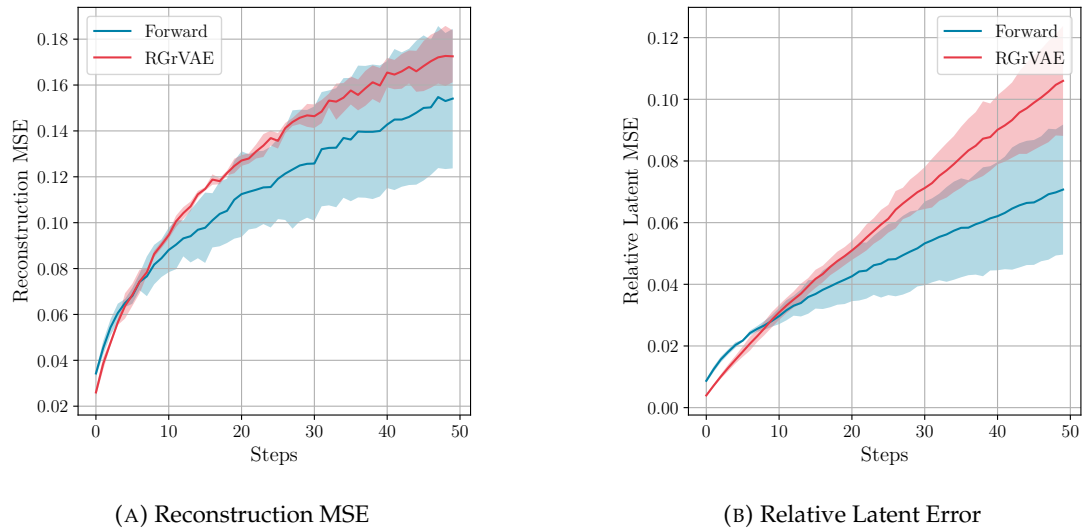 Forward
RGrVAE
0.18
0.16
0.14
0.12
0.10
0.08
0.06
0.04
0.02
Reconstruction MSE
0
10
20
30
40
50
Steps
(A) Reconstruction MSE
Forward
RGrVAE
0.12
0.10
0.08
0.06
0.04
0.02
0.00
Relative Latent MSE
0
10
20
30
40
50
Steps
(B) Relative Latent Error